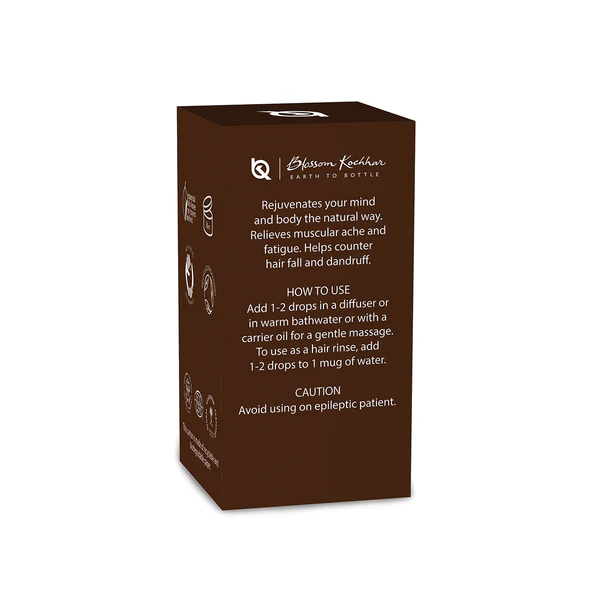 Blossom Kochhar
EARTH TO BOTTLE
Rejuvenates your mind
and body the natural way.
Relieves muscular ache and
fatigue. Helps counter
hair fall and dandruff.
HOW TO USE
Add 1-2 drops in a diffuser or
in warm bathwater or with a
carrier oil for a gentle massage.
To use as a hair rinse, add
1-2 drops to 1 mug of water.
CAUTION
Avoid using on epileptic patient.